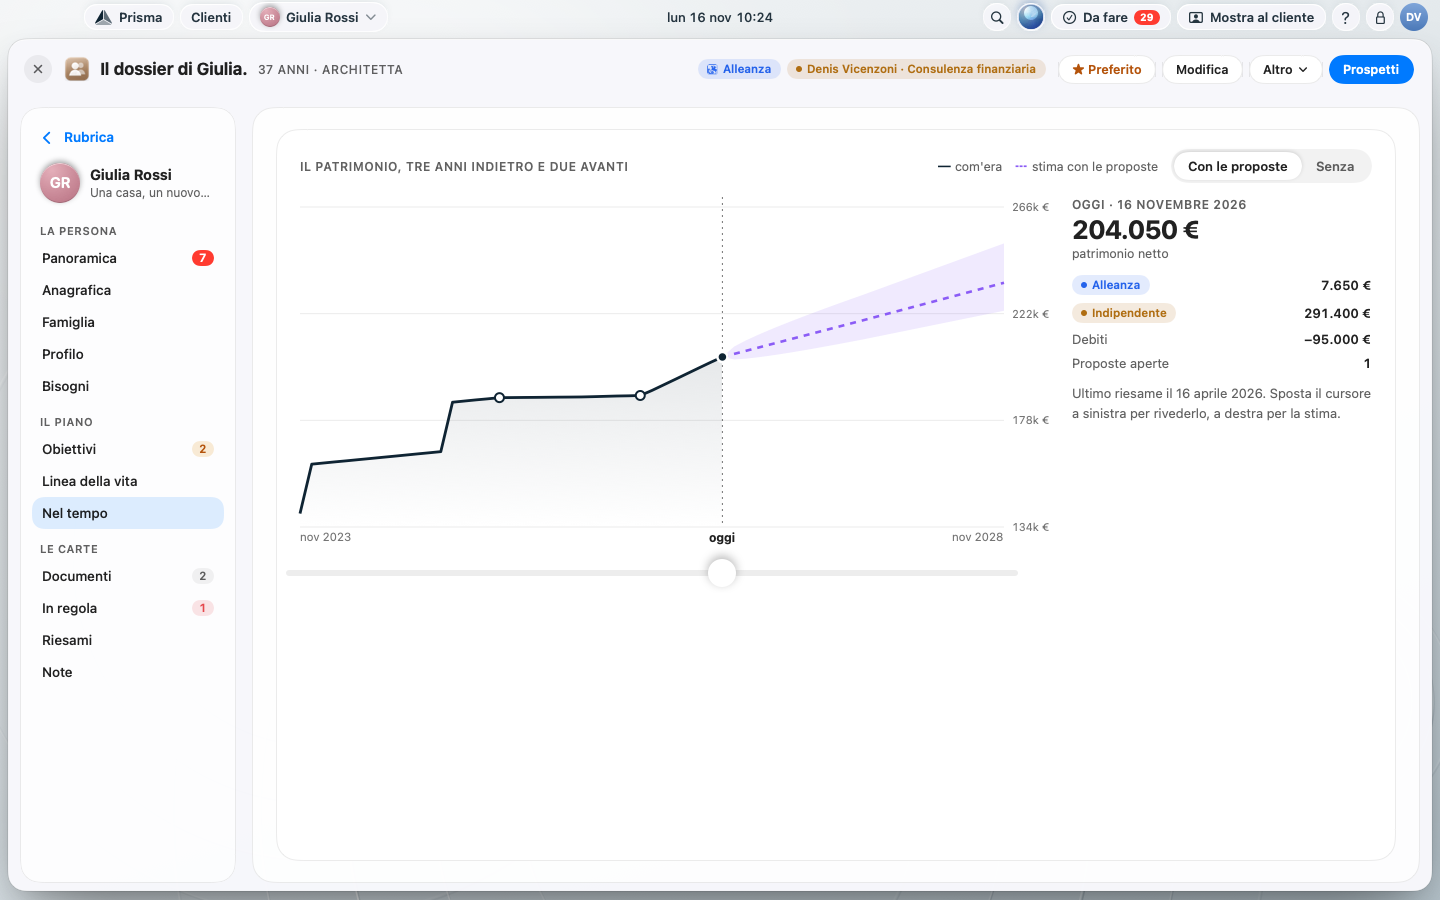 Prisma
Clienti
GR Giulia Rossi
lun 16 nov 10:24
Da fare 29
Mostra al cliente
?
DV
Il dossier di Giulia. 37 ANNI · ARCHITETTA
Alleanza
Denis Vicenzoni · Consulenza finanziaria
Preferito
Modifica
Altro
Prospetti
Rubrica
GR
Giulia Rossi
Una casa, un nuovo...
LA PERSONA
Panoramica 7
Anagrafica
Famiglia
Profilo
Bisogni
IL PIANO
Obiettivi 2
Linea della vita
Nel tempo
LE CARTE
Documenti 2
In regola 1
Riesami
Note
IL PATRIMONIO, TRE ANNI INDIETRO E DUE AVANTI
com'era
stima con le proposte
Con le proposte
Senza
266k €
222k €
178k €
134k €
nov 2023
oggi
nov 2028
OGGI · 16 NOVEMBRE 2026
204.050 €
patrimonio netto
Alleanza 7.650 €
Indipendente 291.400 €
Debiti −95.000 €
Proposte aperte 1
Ultimo riesame il 16 aprile 2026. Sposta il cursore
a sinistra per rivederlo, a destra per la stima.